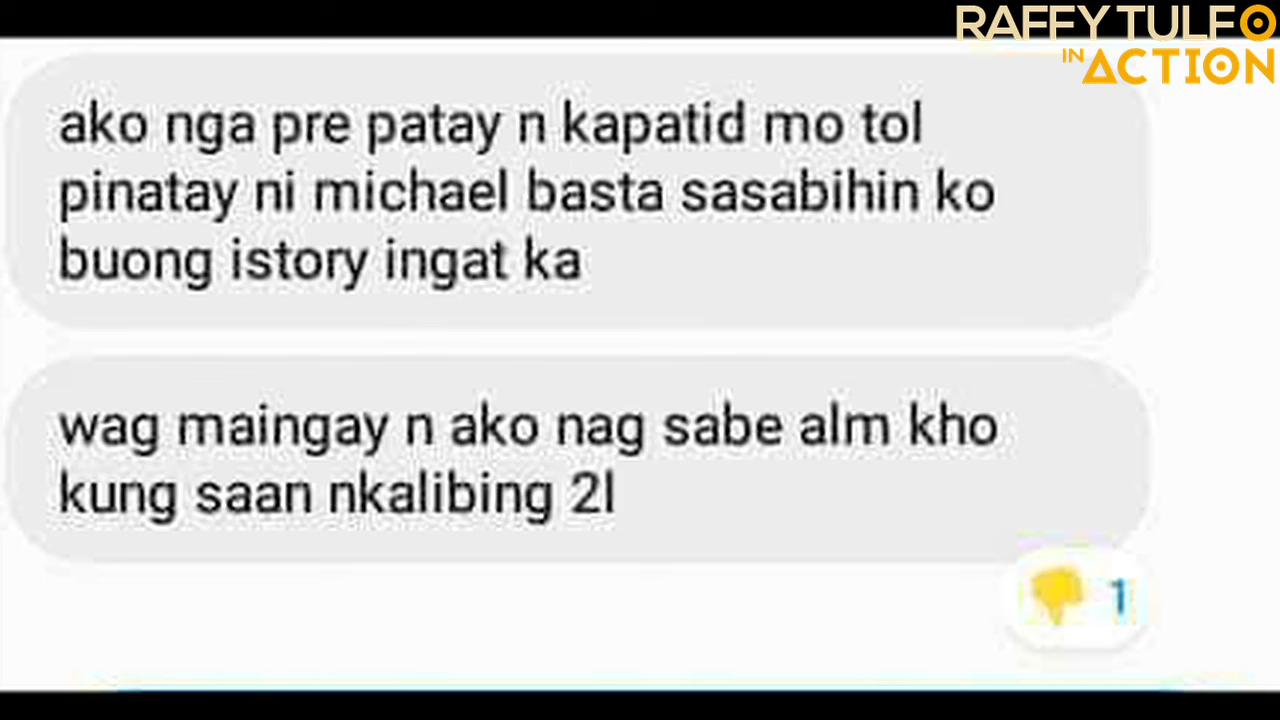 RAFFY TULFO
IN ACTION
ako nga pre patay n kapatid mo tol
pinatay ni michael basta sasabihin ko
buong istory ingat ka
wag maingay n ako nag sabe alm kho
kung saan nkalibing 2l
1